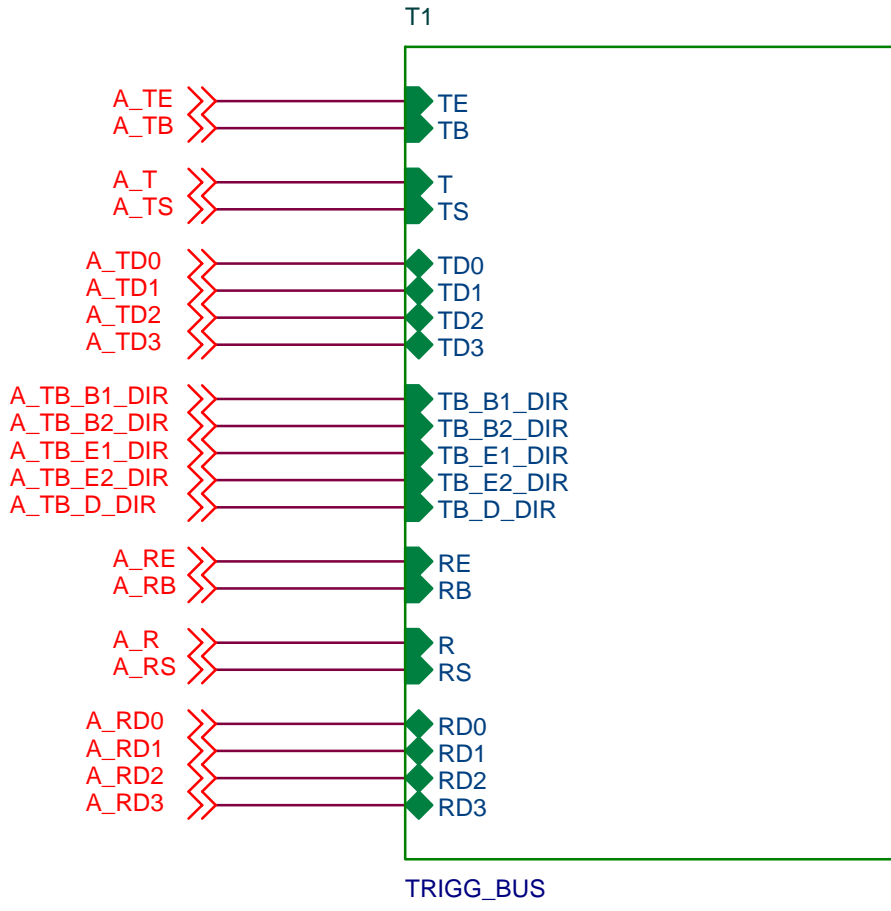 T1
A_TE TE
A_TB TB
A_T T
A_TS TS
A_TD0 TD0
A_TD1 TD1
A_TD2 TD2
A_TD3 TD3
A_TB_B1_DIR TB_B1_DIR
A_TB_B2_DIR TB_B2_DIR
A_TB_E1_DIR TB_E1_DIR
A_TB_E2_DIR TB_E2_DIR
A_TB_D_DIR TB_D_DIR
A_RE RE
A_RB RB
A_R R
A_RS RS
A_RD0 RD0
A_RD1 RD1
A_RD2 RD2
A_RD3 RD3
TRIGG_BUS